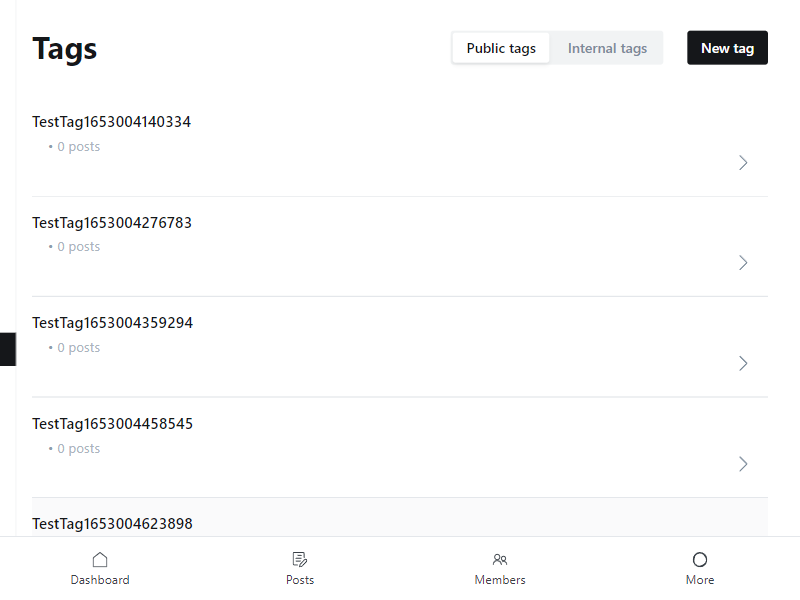 Tags
Public tags
Internal tags
New tag
TestTag1653004140334
• 0 posts
TestTag1653004276783
• 0 posts
TestTag1653004359294
• 0 posts
TestTag1653004458545
• 0 posts
TestTag1653004623898
Dashboard
Posts
Members
More